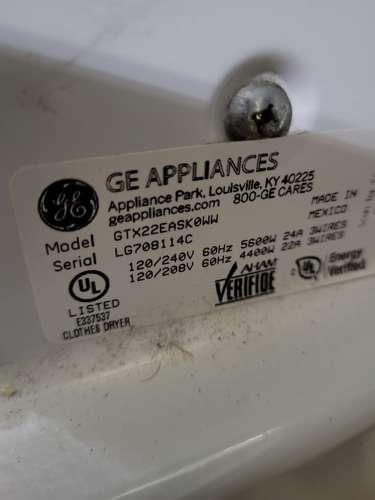 GE APPLIANCES
Appliance Park, Louisville, KY 40225
geappliances.com 800-GE CARES
Model GTX22EASK0WW
Serial LG708114C
MADE IN
MEXICO
120/240V 60Hz 5600W 24A 3WIRES
120/208V 60Hz 4400W 22A 3WIRES
UL
LISTED
E337537
CLOTHES DRYER
AHAM
VERIFIDE
UL
Energy
Verified.